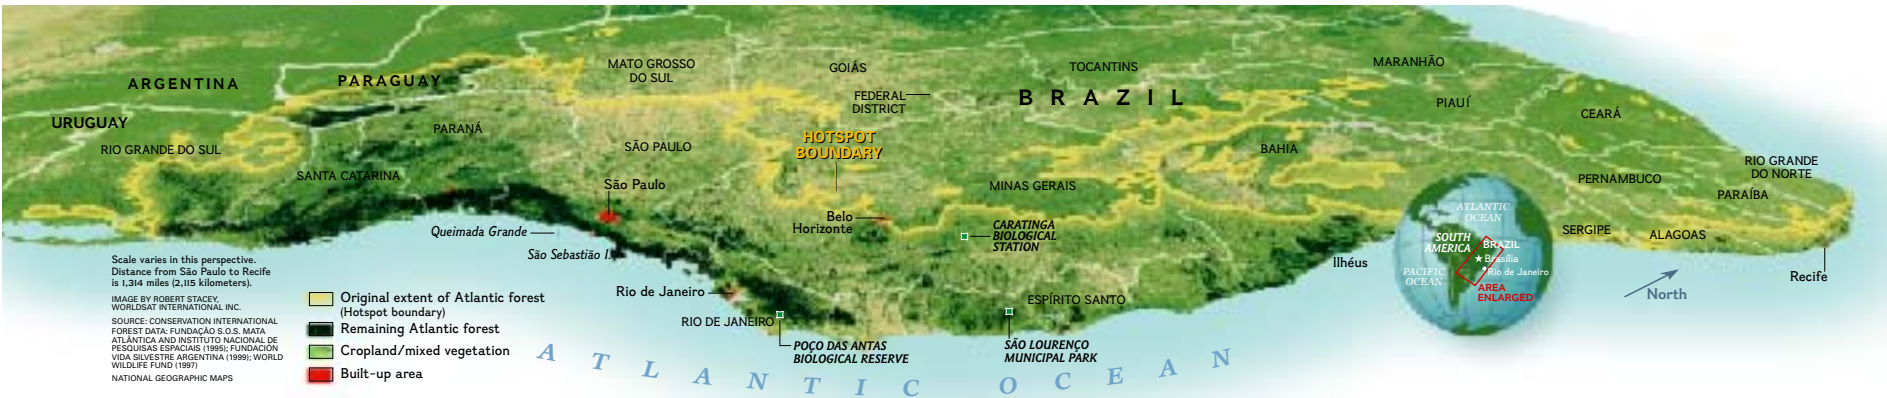 ARGENTINA
PARAGUAY
MATO GROSSO
DO SUL
GOIÁS
TOCANTINS
MARANHÃO
FEDERAL
DISTRICT
BRAZIL
PIAUÍ
CEARÁ
URUGUAY
RIO GRANDE DO SUL
PARANÁ
SÃO PAULO
HOTSPOT
BOUNDARY
BAHIA
RIO GRANDE
DO NORTE
SANTA CATARINA
São Paulo
MINAS GERAIS
PERNAMBUCO
PARAÍBA
Belo
Horizonte
CARATINGA
BIOLOGICAL
STATION
SERGIPE
ALAGOAS
Queimada Grande
São Sebastião I.
Ilhéus
Recife
Rio de Janeiro
RIO DE JANEIRO
ESPÍRITO SANTO
POÇO DAS ANTAS
BIOLOGICAL RESERVE
SÃO LOURENÇO
MUNICIPAL PARK
ATLANTIC OCEAN
North
ATLANTIC
OCEAN
SOUTH
AMERICA
BRAZIL
Brasília
Rio de Janeiro
PACIFIC
OCEAN
AREA
ENLARGED
Scale varies in this perspective.
Distance from São Paulo to Recife
is 1,314 miles (2,115 kilometers).
IMAGE BY ROBERT STACEY,
WORLDSAT INTERNATIONAL INC.
SOURCE: CONSERVATION INTERNATIONAL
FOREST DATA: FUNDAÇÃO S.O.S. MATA
ATLÂNTICA AND INSTITUTO NACIONAL DE
PESQUISAS ESPACIAIS (1995); FUNDACIÓN
VIDA SILVESTRE ARGENTINA (1999); WORLD
WILDLIFE FUND (1997)
NATIONAL GEOGRAPHIC MAPS
Original extent of Atlantic forest
(Hotspot boundary)
Remaining Atlantic forest
Cropland/mixed vegetation
Built-up area